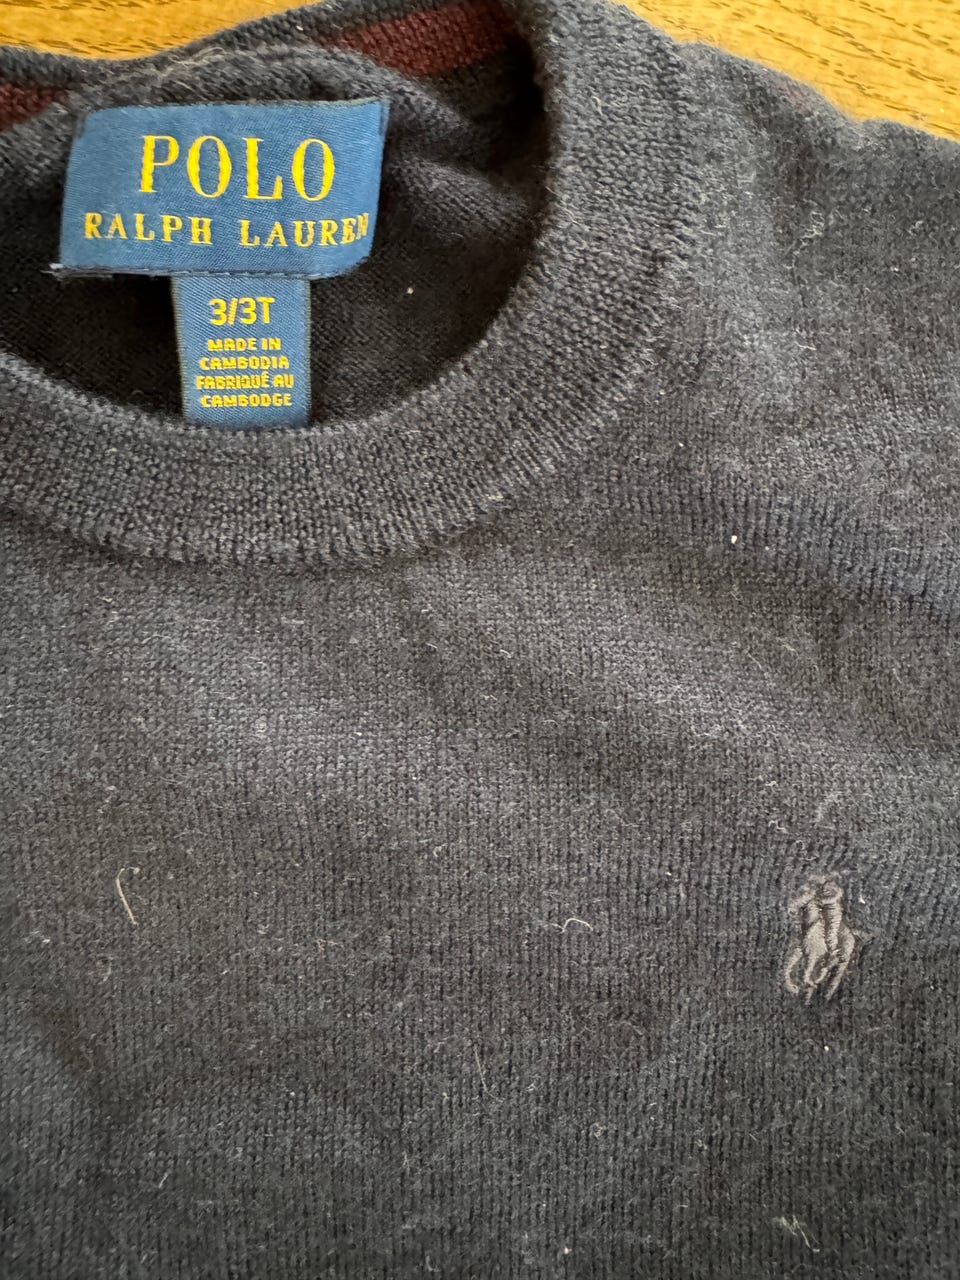 POLO
RALPH LAUREN
3/3T
MADE IN
CAMBODIA
FABRIQUÉ AU
CAMBODGE